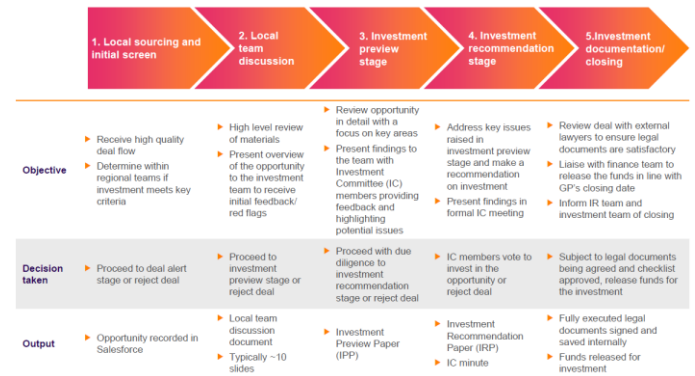 1. Local sourcing and
initial screen
2. Local
team
discussion
3. Investment
preview
stage
4. Investment
recommendation
stage
5.Investment
documentation/
closing
Objective
Receive high quality
deal flow
Determine within
regional teams if
investment meets key
criteria
High level review
of materials
Present overview
of the opportunity
to the investment
team to receive
initial feedback/
red flags
Review opportunity
in detail with a
focus on key areas
Present findings to
the team with
Investment
Committee (IC)
members providing
feedback and
highlighting
potential issues
Address key issues
raised in
investment preview
stage and make a
recommendation
on investment
Present findings in
formal IC meeting
Review deal with external
lawyers to ensure legal
documents are satisfactory
Liaise with finance team to
release the funds in line with
GP's closing date
Inform IR team and
investment team of closing
Decision
taken
Proceed to deal alert
stage or reject deal
Proceed to
investment
preview stage or
reject deal
Proceed with due
diligence to
investment
recommendation
stage or reject deal
IC members vote to
invest in the
opportunity or
reject deal
Subject to legal documents
being agreed and checklist
approved, release funds for
the investment
Output
Opportunity recorded in
Salesforce
Local team
discussion
document
Typically ~10
slides
Investment
Preview Paper
(IPP)
Investment
Recommendation
Paper (IRP)
IC minute
Fully executed legal
documents signed and
saved internally
Funds released for
investment